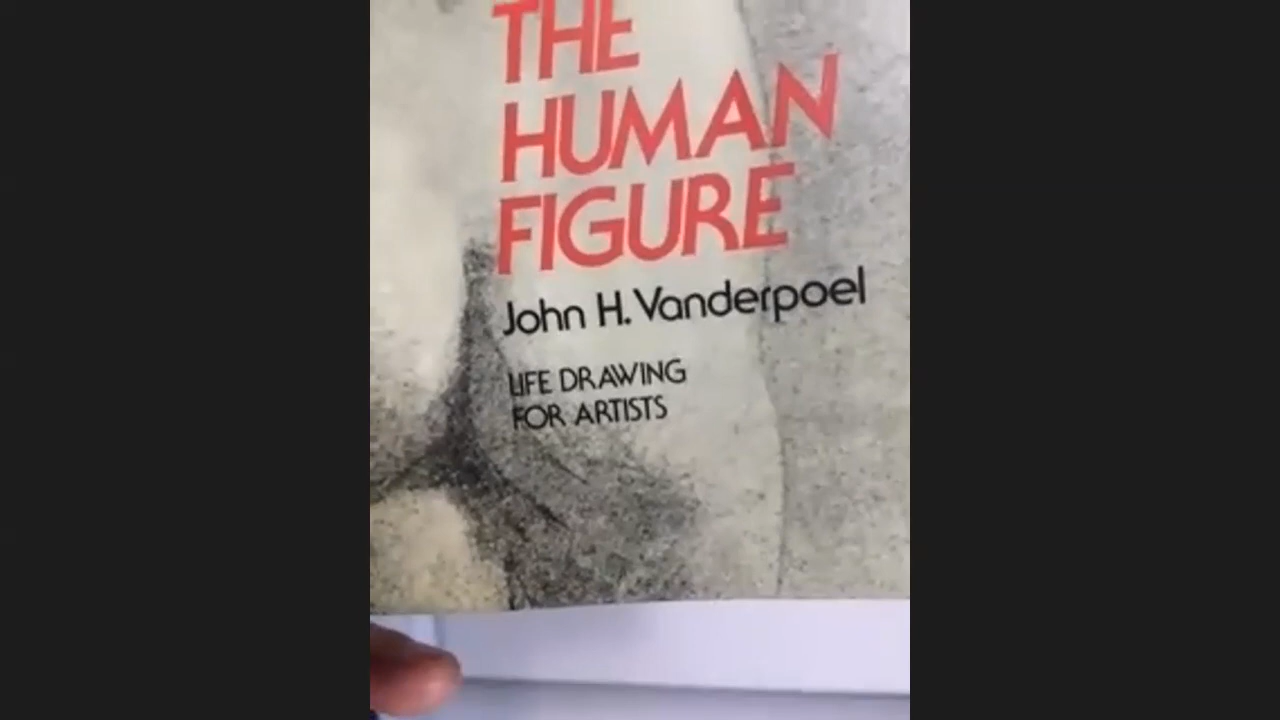 THE
HUMAN
FIGURE
John H. Vanderpoel
LIFE DRAWING
FOR ARTISTS